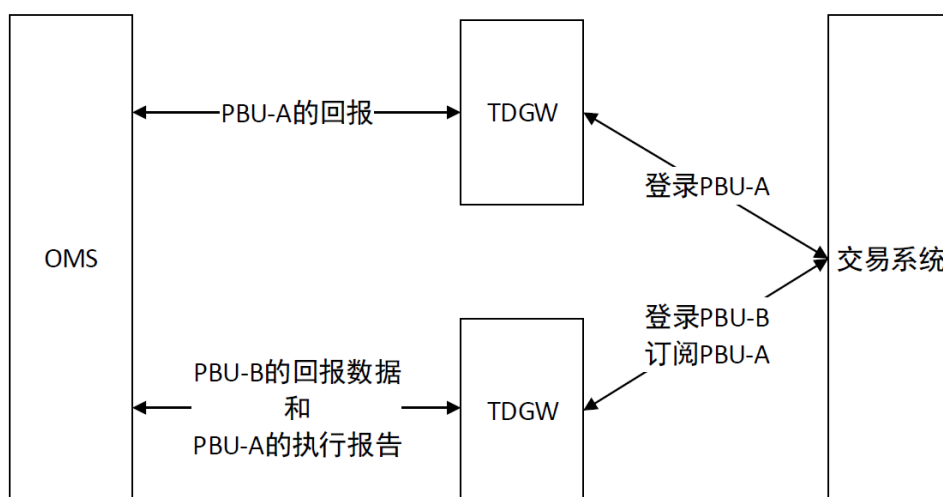 PBU-A的回报
TDGW
登录PBU-A
OMS
交易系统
登录PBU-B
订阅PBU-A
PBU-B的回报数据
和
PBU-A的执行报告
TDGW